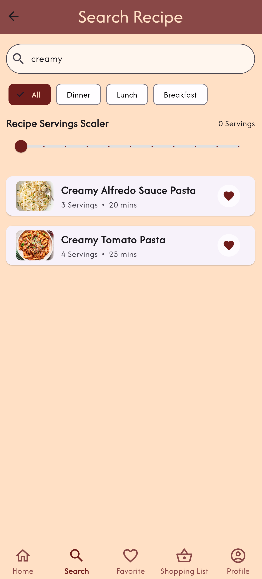 Search Recipe
creamy
All
Dinner
Lunch
Breakfast
Recipe Servings Scaler
0 Servings
Creamy Alfredo Sauce Pasta
3 Servings • 20 mins
Creamy Tomato Pasta
4 Servings • 25 mins
Home
Search
Favorite
Shopping List
Profile